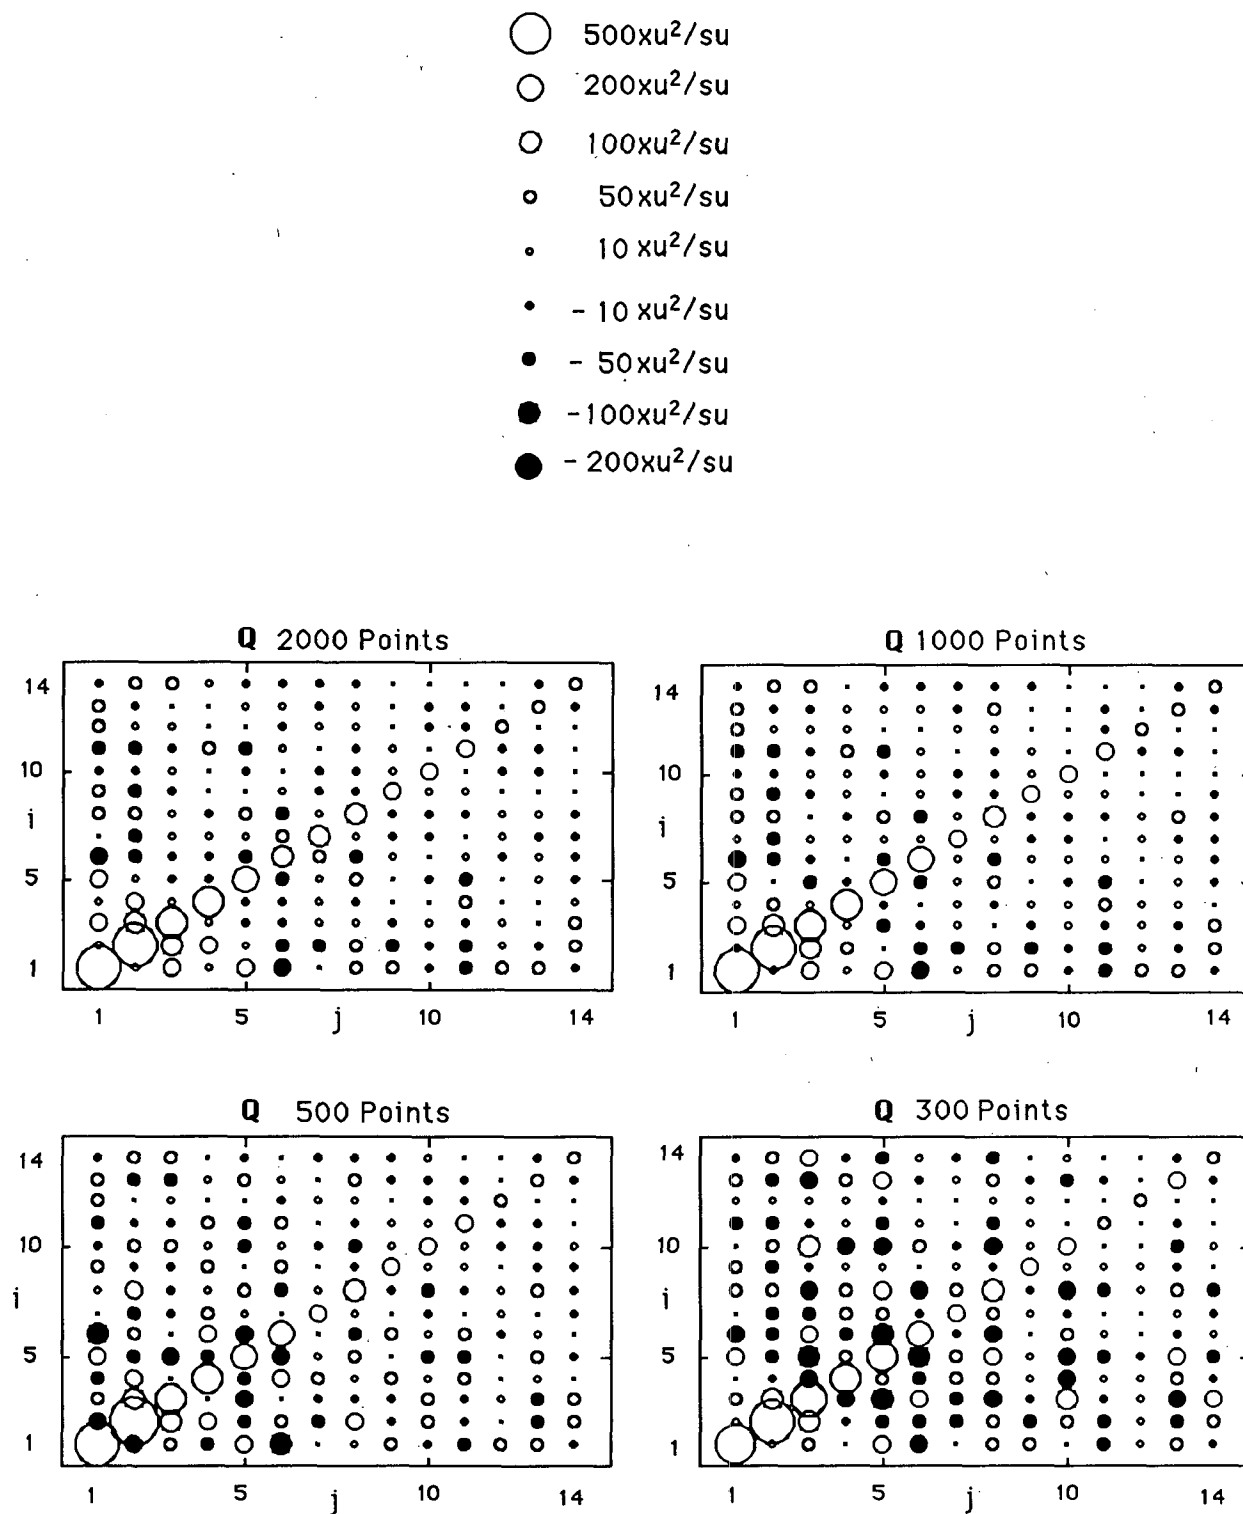 500xu²/su
200xu²/su
100xu²/su
50xu²/su
10 xu²/su
- 10 xu²/su
- 50xu²/su
-100xu²/su
- 200xu²/su
Q 2000 Points
14
10
i
5
1
1 5 j 10 14
Q 1000 Points
14
10
i
5
1
1 5 j 10 14
Q 500 Points
14
10
i
5
1
1 5 j 10 14
Q 300 Points
14
10
i
5
1
1 5 j 10 14